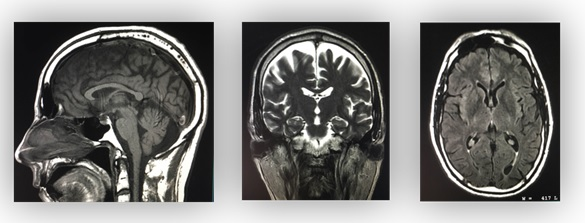 W = 417 L